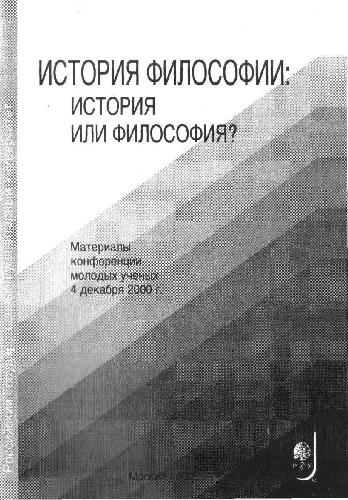 ИСТОРИЯ ФИЛОСОФИИ:
ИСТОРИЯ
ИЛИ ФИЛОСОФИЯ?
Материалы
конференции
молодых ученых
4 декабря 2000 г.
Москва